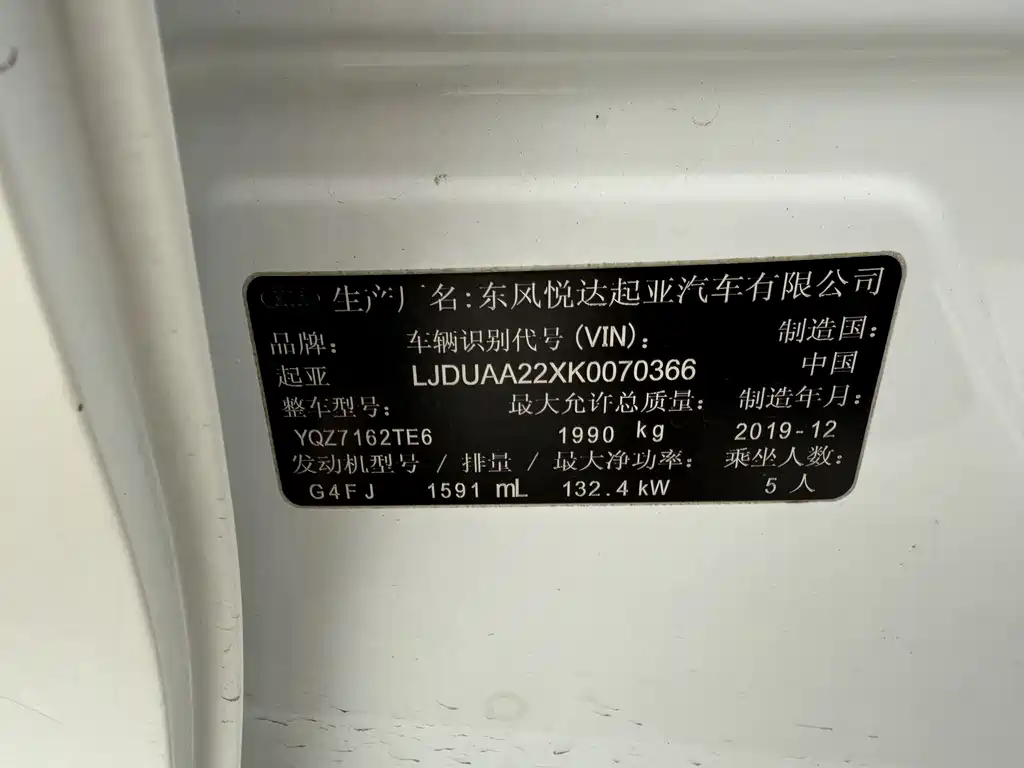 生产厂名:东风悦达起亚汽车有限公司
品牌: 车辆识别代号(VIN): 制造国:
起亚 LJDUAA22XK0070366 中国
整车型号: 最大允许总质量: 制造年月:
YQZ7162TE6 1990 kg 2019-12
发动机型号 / 排量 / 最大净功率: 乘坐人数:
G4FJ 1591 mL 132.4 kW 5 人